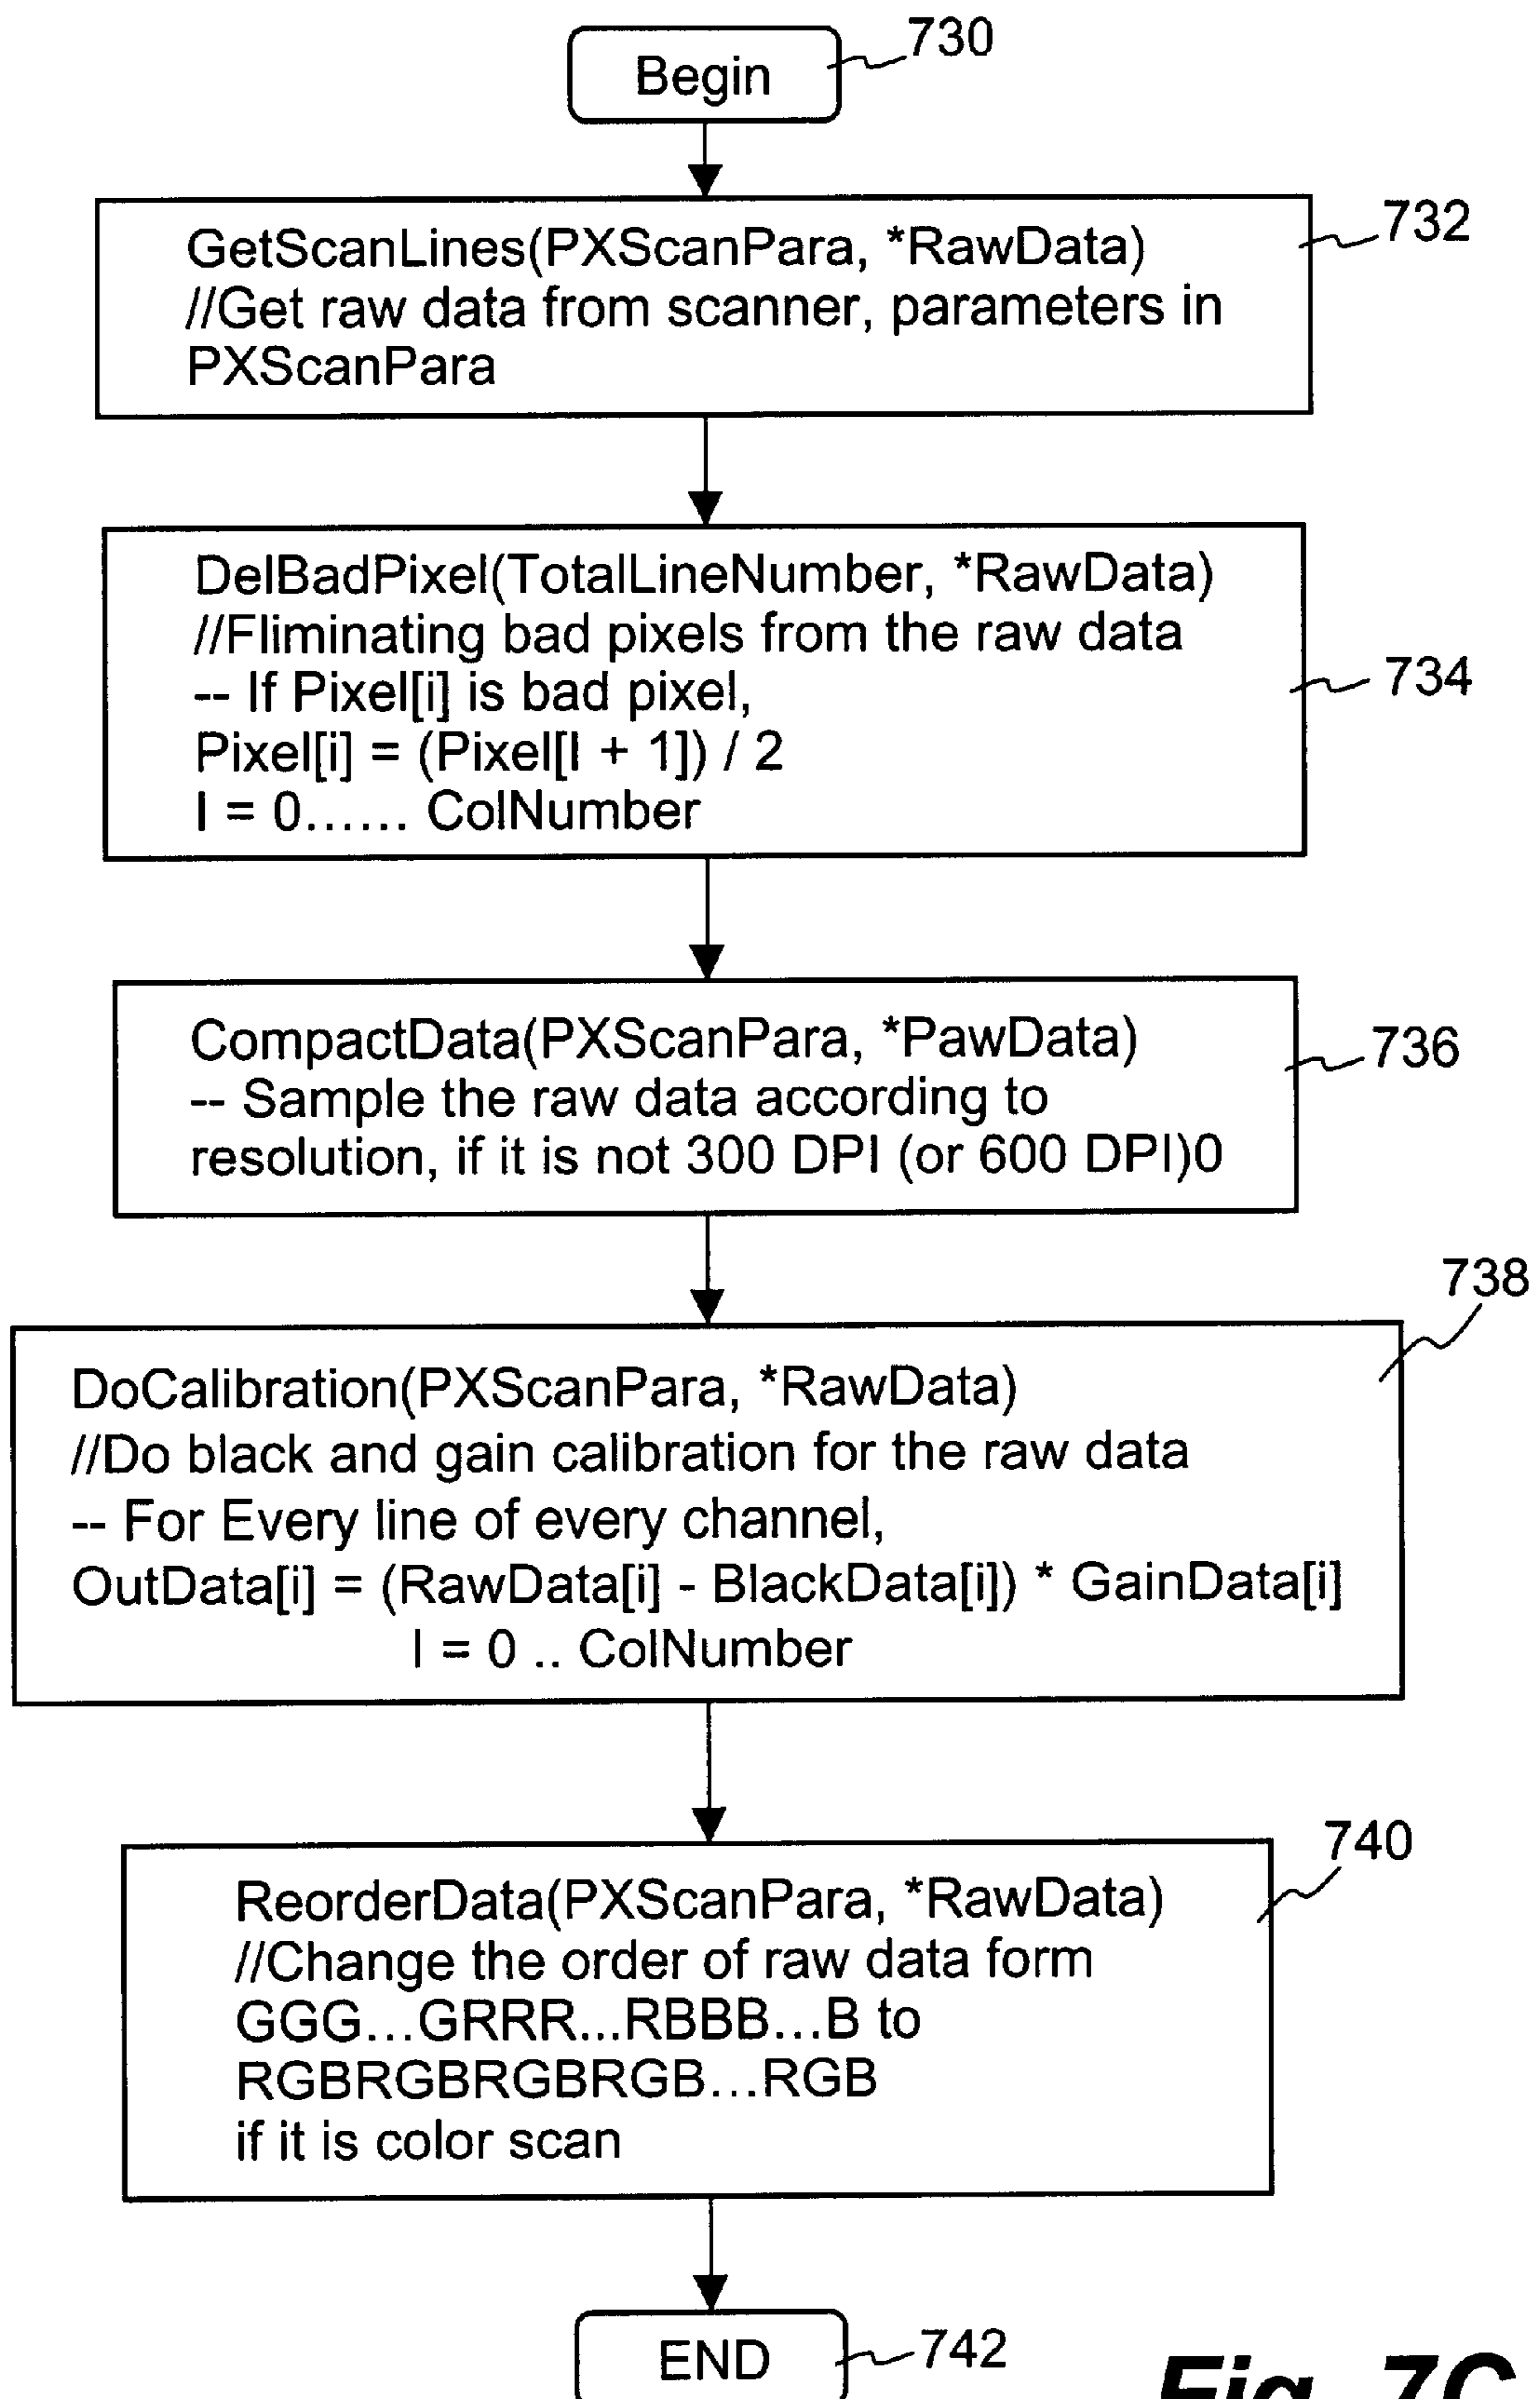 Begin
730
GetScanLines(PXScanPara, *RawData)
//Get raw data from scanner, parameters in
PXScanPara
732
DelBadPixel(TotalLineNumber, *RawData)
//Fliminating bad pixels from the raw data
-- If Pixel[i] is bad pixel,
Pixel[i] = (Pixel[I + 1]) / 2
I = 0...... ColNumber
734
CompactData(PXScanPara, *PawData)
-- Sample the raw data according to
resolution, if it is not 300 DPI (or 600 DPI)0
736
738
DoCalibration(PXScanPara, *RawData)
//Do black and gain calibration for the raw data
-- For Every line of every channel,
OutData[i] = (RawData[i] - BlackData[i]) * GainData[i]
I = 0 .. ColNumber
740
ReorderData(PXScanPara, *RawData)
//Change the order of raw data form
GGG...GRRR...RBBB...B to
RGBRGBRGBRGB...RGB
if it is color scan
END
742
Fig. 7C